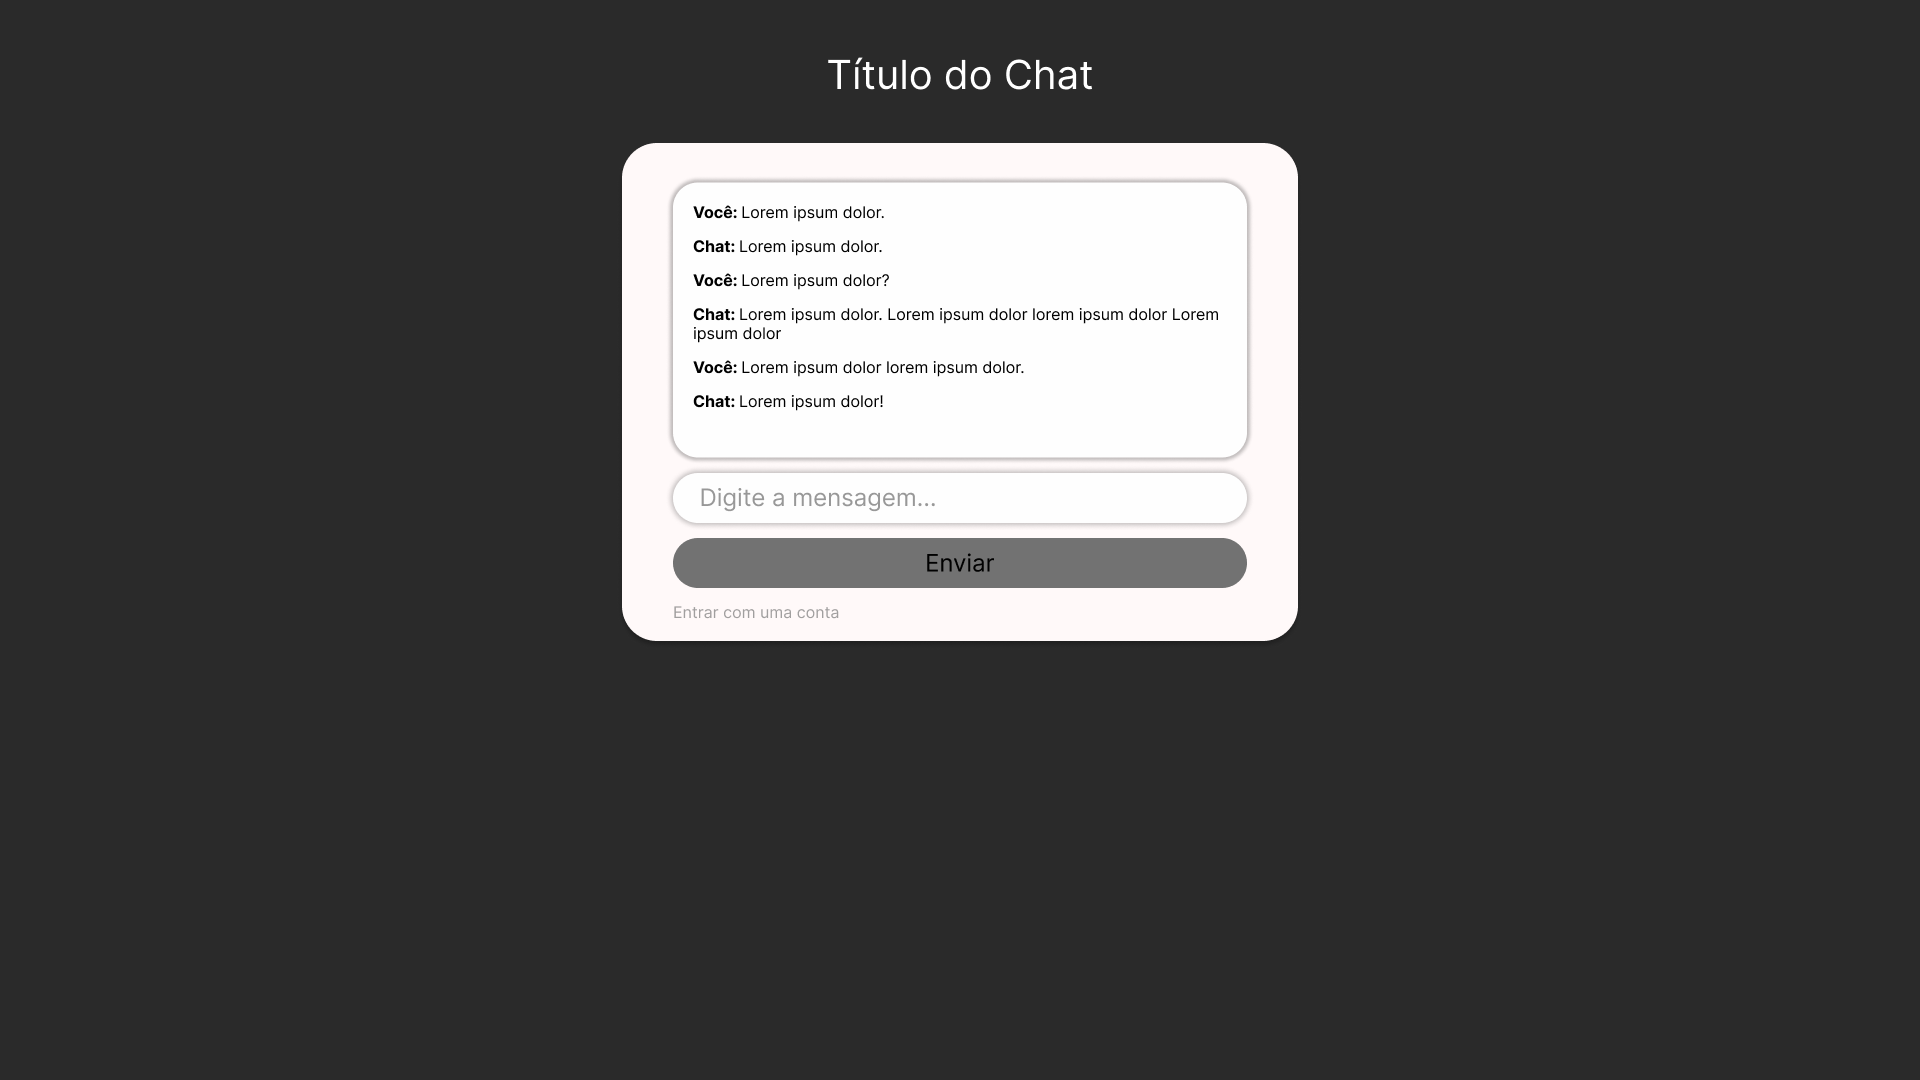 Título do Chat
Você: Lorem ipsum dolor.
Chat: Lorem ipsum dolor.
Você: Lorem ipsum dolor?
Chat: Lorem ipsum dolor. Lorem ipsum dolor lorem ipsum dolor Lorem
ipsum dolor
Você: Lorem ipsum dolor lorem ipsum dolor.
Chat: Lorem ipsum dolor!
Digite a mensagem...
Enviar
Entrar com uma conta